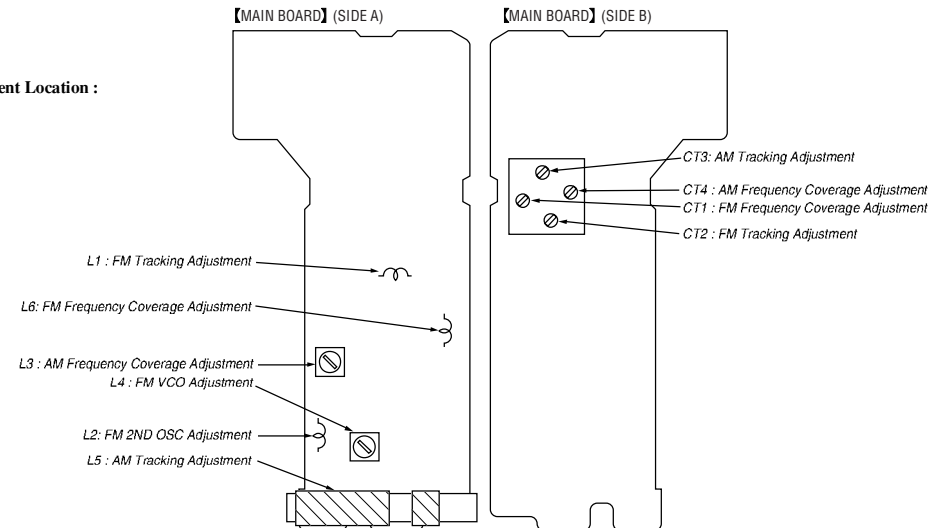 【MAIN BOARD】 (SIDE A)
【MAIN BOARD】 (SIDE B)
ent Location :
CT3: AM Tracking Adjustment
CT4: AM Frequency Coverage Adjustment
CT1 : FM Frequency Coverage Adjustment
CT2 : FM Tracking Adjustment
L1 : FM Tracking Adjustment
L6: FM Frequency Coverage Adjustment
L3 : AM Frequency Coverage Adjustment
L4 : FM VCO Adjustment
L2: FM 2ND OSC Adjustment
L5 : AM Tracking Adjustment